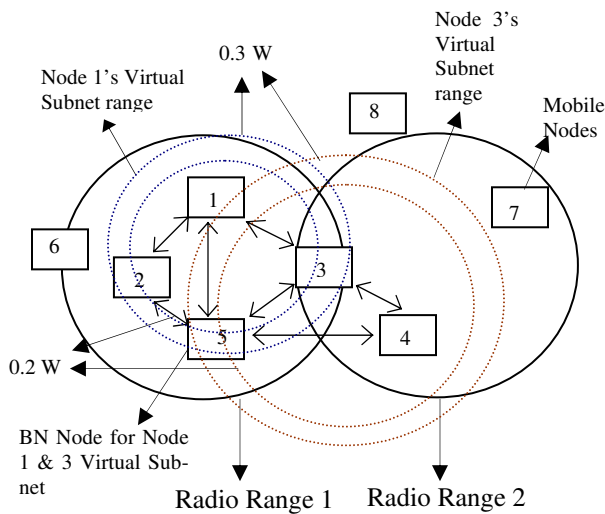 Node 1's Virtual
Subnet range
0.3 W
Node 3's
Virtual
Subnet
range
8
Mobile
Nodes
1
7
6
2
3
5
4
0.2 W
BN Node for Node
1 & 3 Virtual Sub-
net
Radio Range 1
Radio Range 2